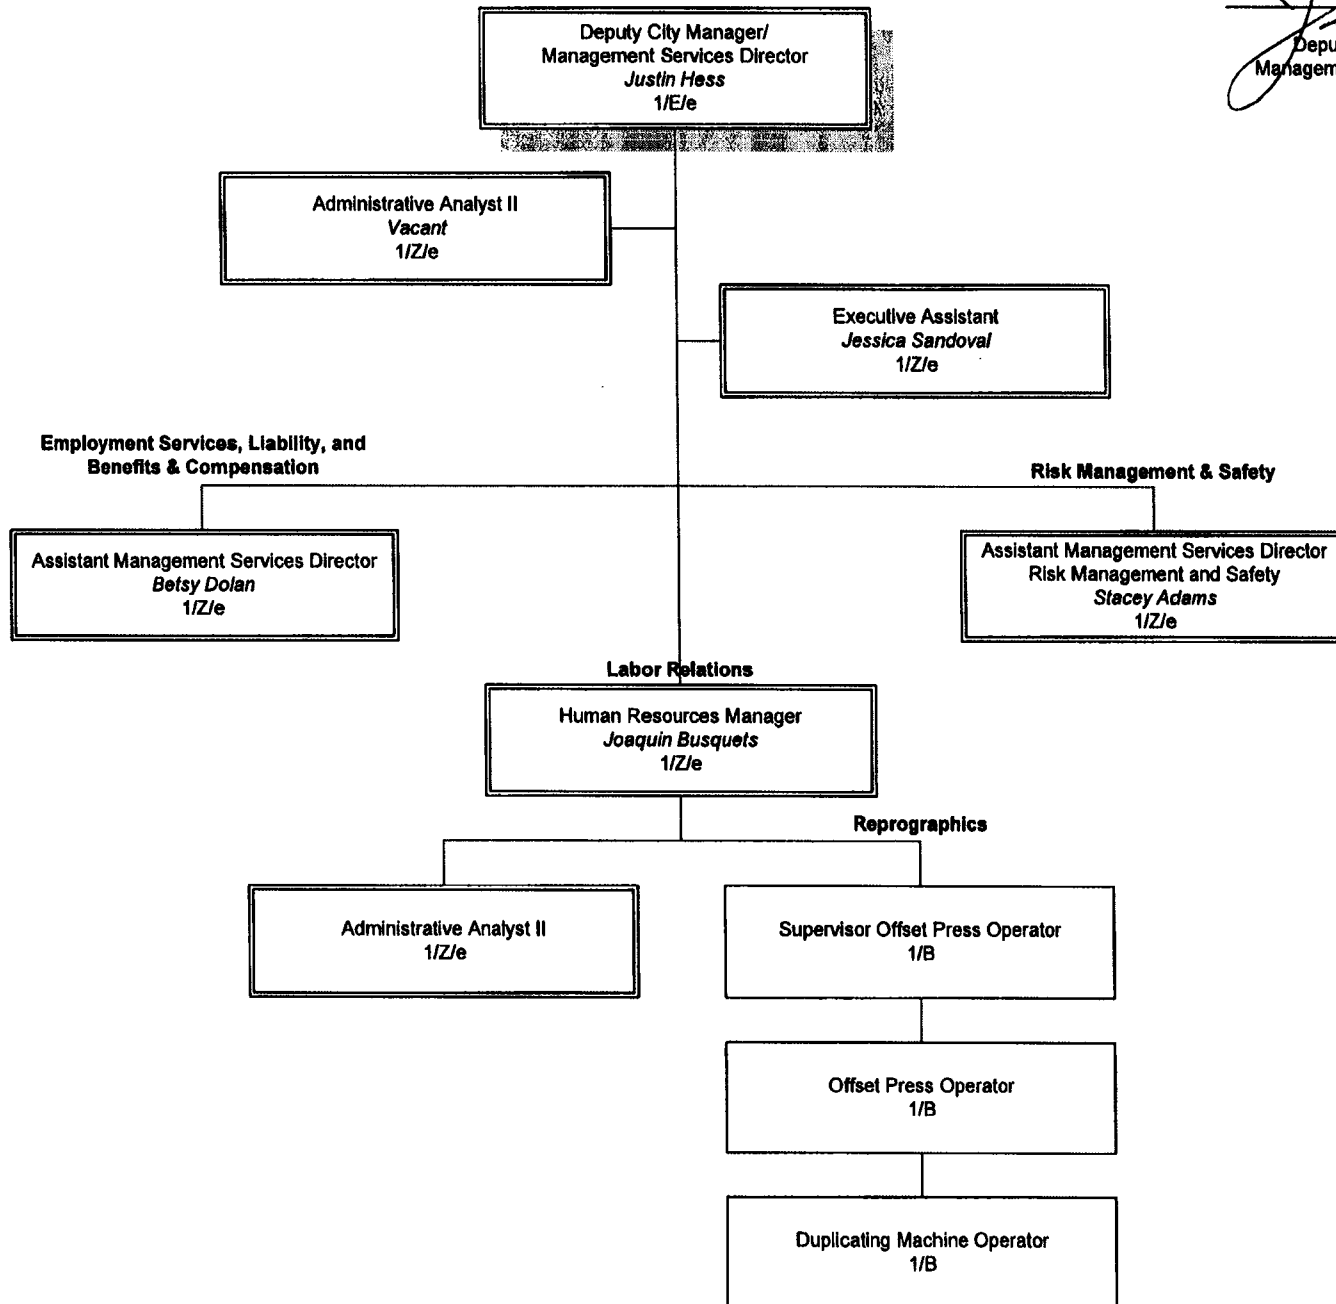 Deputy City Manager/
Management Services Director
Justin Hess
1/E/e
Administrative Analyst II
Vacant
1/Z/e
Executive Assistant
Jessica Sandoval
1/Z/e
Employment Services, Liability, and
Benefits & Compensation
Risk Management & Safety
Assistant Management Services Director
Betsy Dolan
1/Z/e
Assistant Management Services Director
Risk Management and Safety
Stacey Adams
1/Z/e
Labor Relations
Human Resources Manager
Joaquin Busquets
1/Z/e
Reprographics
Administrative Analyst II
1/Z/e
Supervisor Offset Press Operator
1/B
Offset Press Operator
1/B
Duplicating Machine Operator
1/B